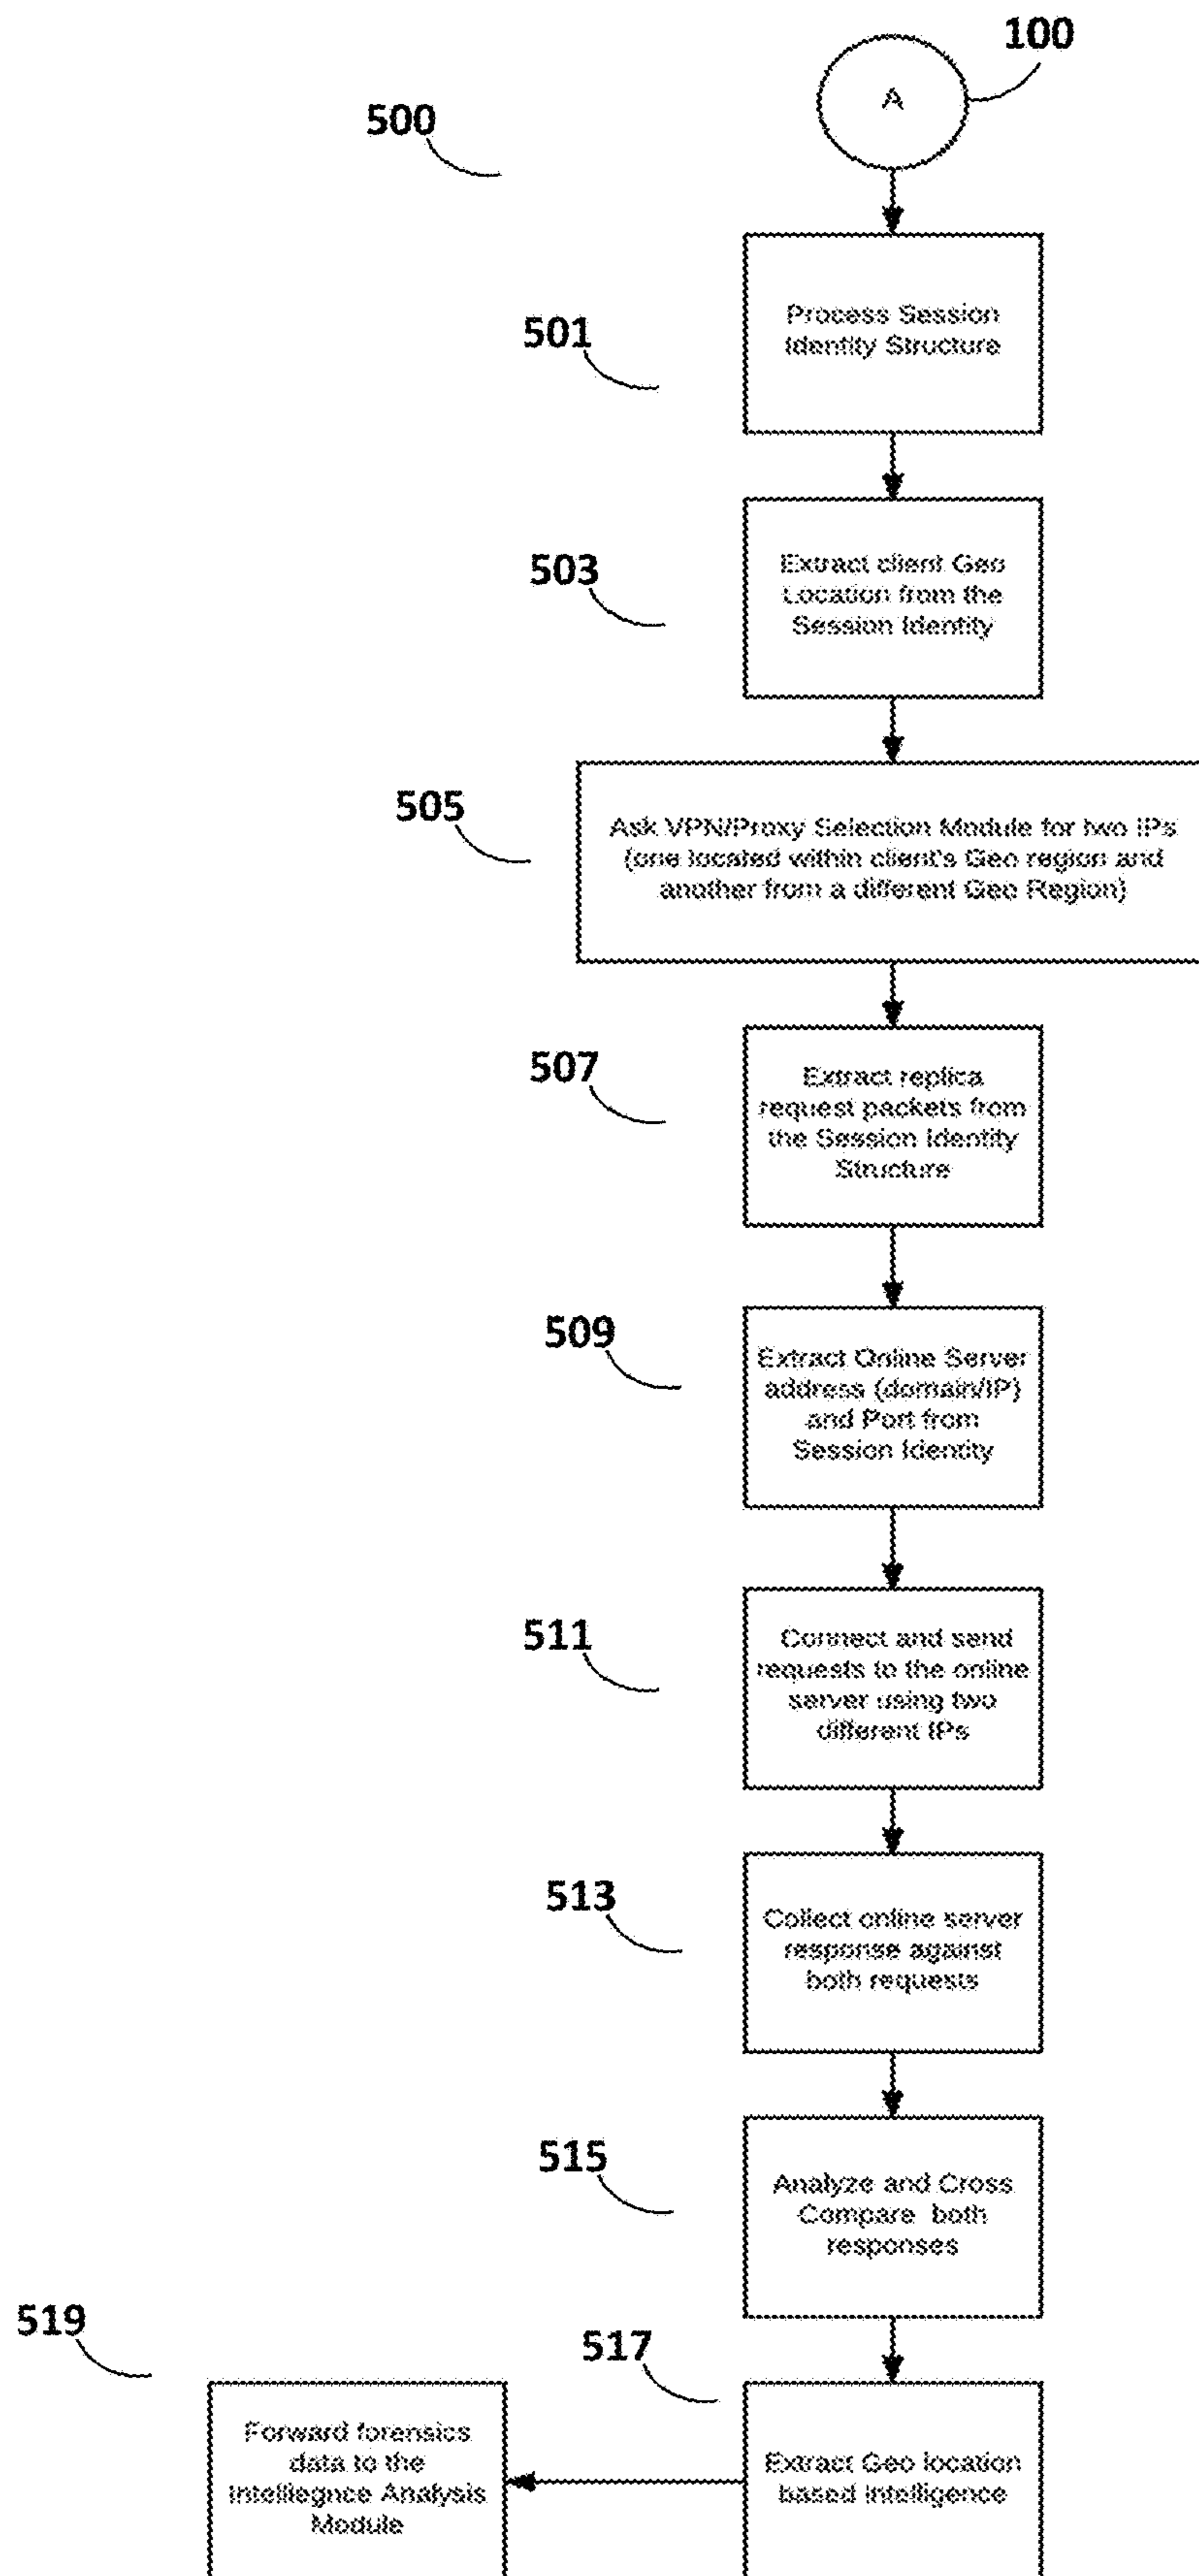 100
A
500
Process Session
Identity Structure
501
Extract client Geo
Location from the
Session Identity
503
Ask VPN/Proxy Selection Module for two IPs
(one located within client's Geo region and
another from a different Geo Region)
505
Extract replica
request packets from
the Session Identity
Structure
507
Extract Online Server
address (domain/IP)
and Port from
Session Identity
509
Connect and send
requests to the online
server using two
different IPs
511
Collect online server
response against
both requests
513
Analyze and Cross
Compare both
responses
515
519
517
Forward forensics
data to the
Intelliegnce Analysis
Module
Extract Geo location
based intelligence